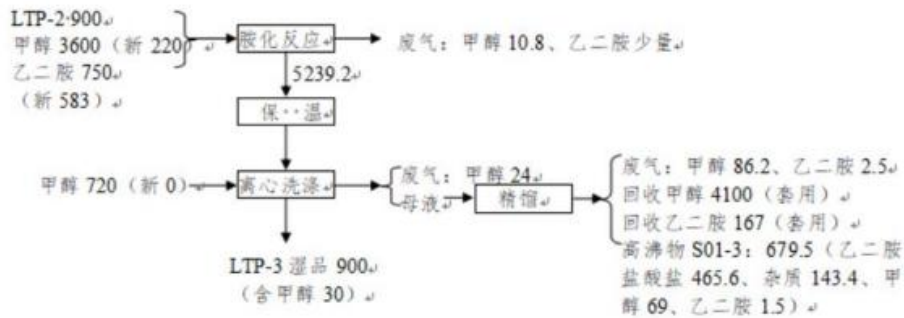 LTP-2·900
甲醇 3600（新 220）
乙二胺 750
（新 583）
胺化反应
废气：甲醇 10.8、乙二胺少量
5239.2
保··温
甲醇 720（新 0）
离心洗涤
废气：甲醇 24
母液
精馏
废气：甲醇 86.2、乙二胺 2.5
回收甲醇 4100（套用）
回收乙二胺 167（套用）
高沸物 S01-3：679.5（乙二胺
盐酸盐 465.6、杂质 143.4、甲
醇 69、乙二胺 1.5）
LTP-3 湿品 900
（含甲醇 30）